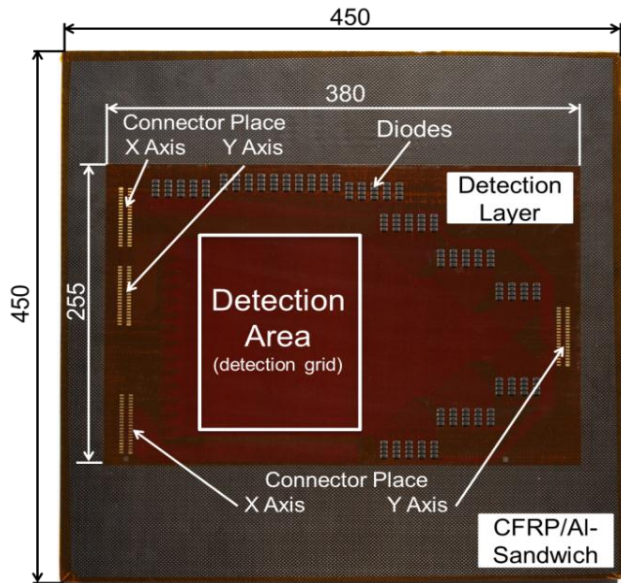 450
380
Connector Place
X Axis
Y Axis
Diodes
Detection
Layer
450
255
Detection
Area
(detection grid)
Connector Place
X Axis
Y Axis
CFRP/Al-
Sandwich